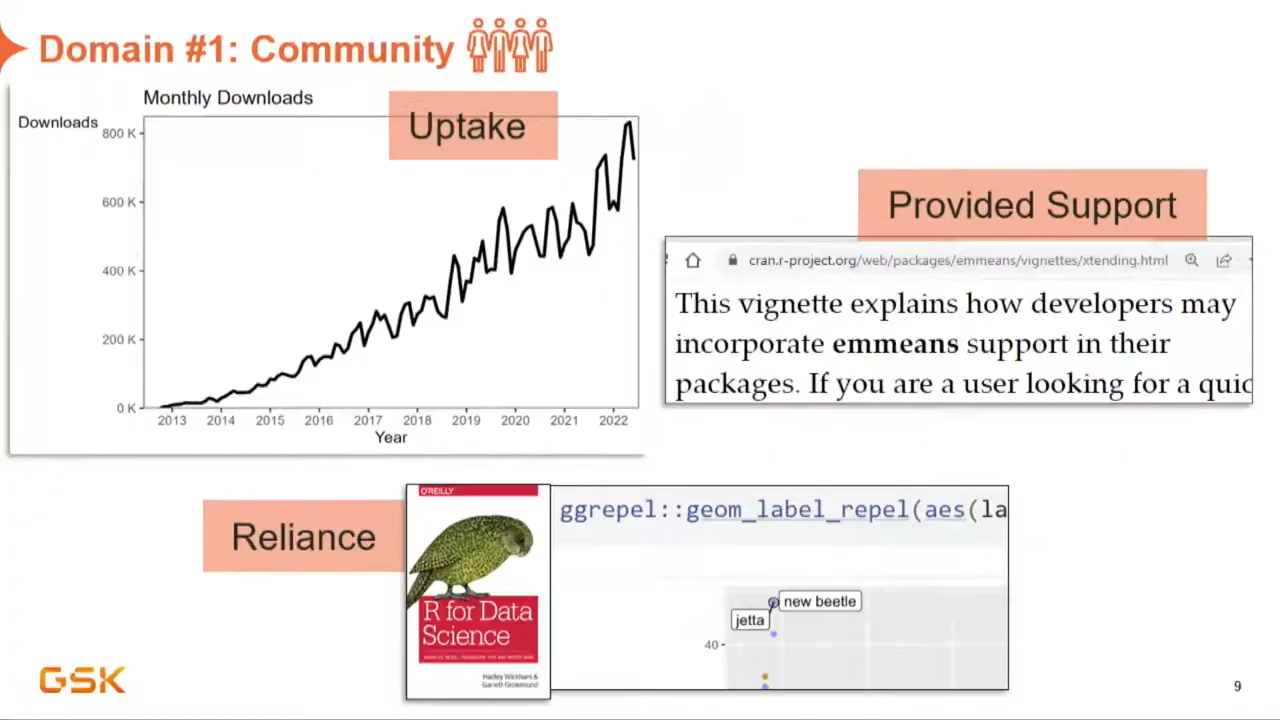 Domain #1: Community
Monthly Downloads
Downloads
Uptake
800 K
600 K
400 K
200 K
0 K
2013 2014 2015 2016 2017 2018 2019 2020 2021 2022
Year
Provided Support
cran.r-project.org/web/packages/emmeans/vignettes/xtending.html
This vignette explains how developers may
incorporate emmeans support in their
packages. If you are a user looking for a quic
Reliance
O'REILLY
R for Data
Science
Hadley Wickham &
Garrett Grolemund
ggrepel::geom_label_repel(aes(la
new beetle
jetta
40
GSK
9